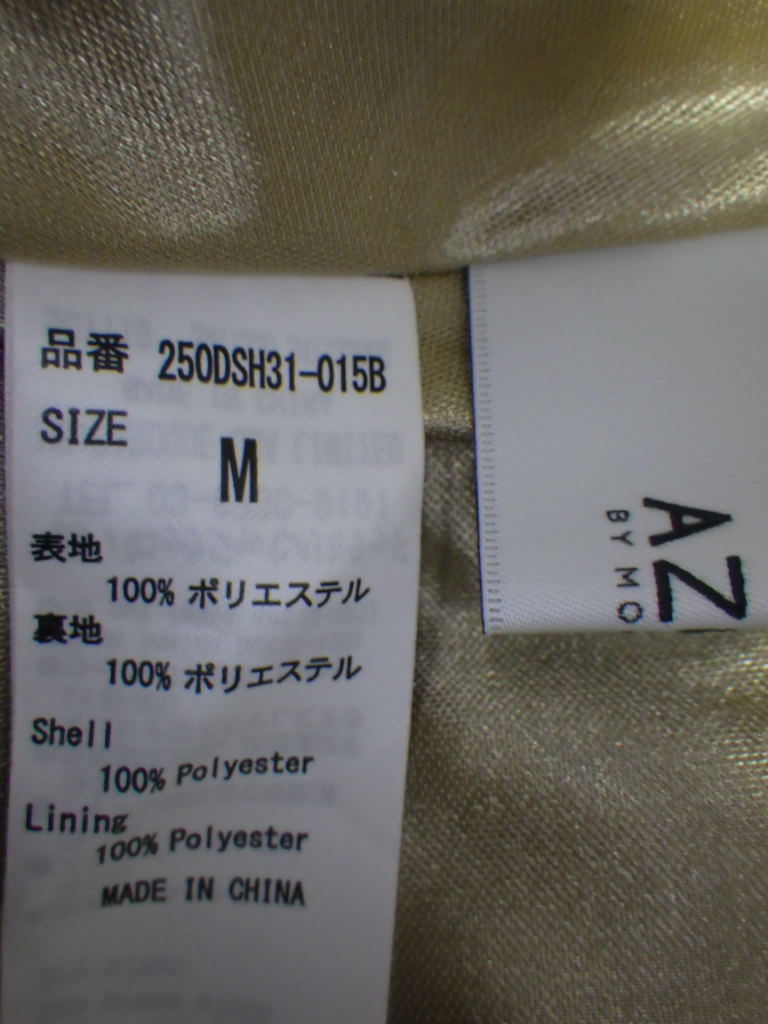 品番 250DSH31-015B
SIZE
M
表地
100% ポリエステル
裏地
100% ポリエステル
Shell
100% Polyester
Lining
100% Polyester
MADE IN CHINA
AZ
BY MO